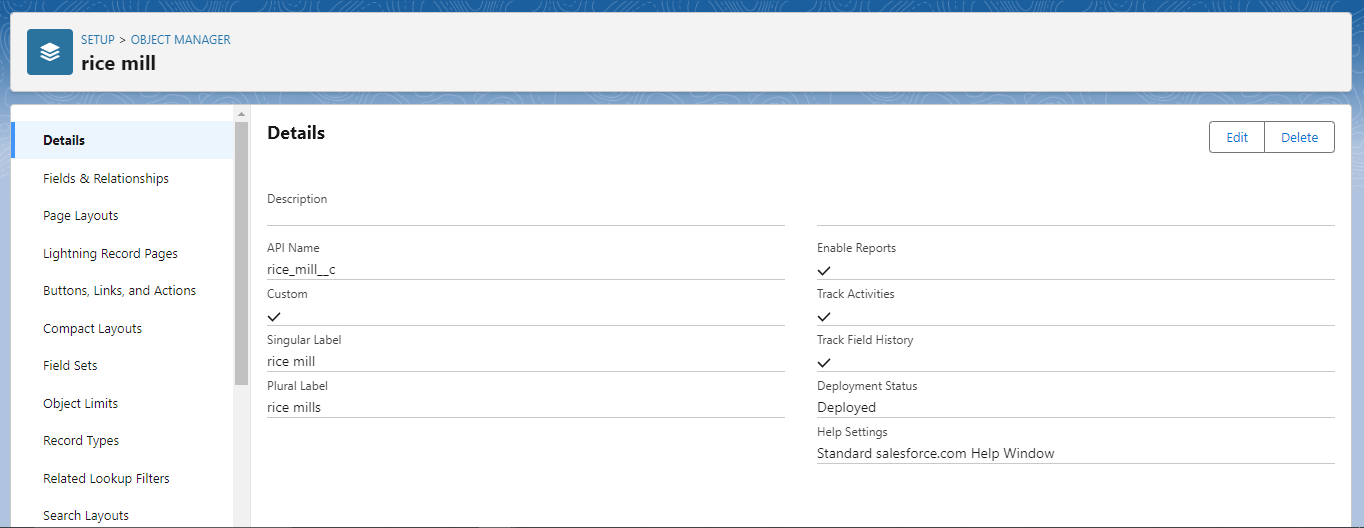 SETUP > OBJECT MANAGER
rice mill
Details
Fields & Relationships
Page Layouts
Lightning Record Pages
Buttons, Links, and Actions
Compact Layouts
Field Sets
Object Limits
Record Types
Related Lookup Filters
Search Layouts
Details
Edit
Delete
Description
API Name
rice_mill__c
Custom
Singular Label
rice mill
Plural Label
rice mills
Enable Reports
Track Activities
Track Field History
Deployment Status
Deployed
Help Settings
Standard salesforce.com Help Window